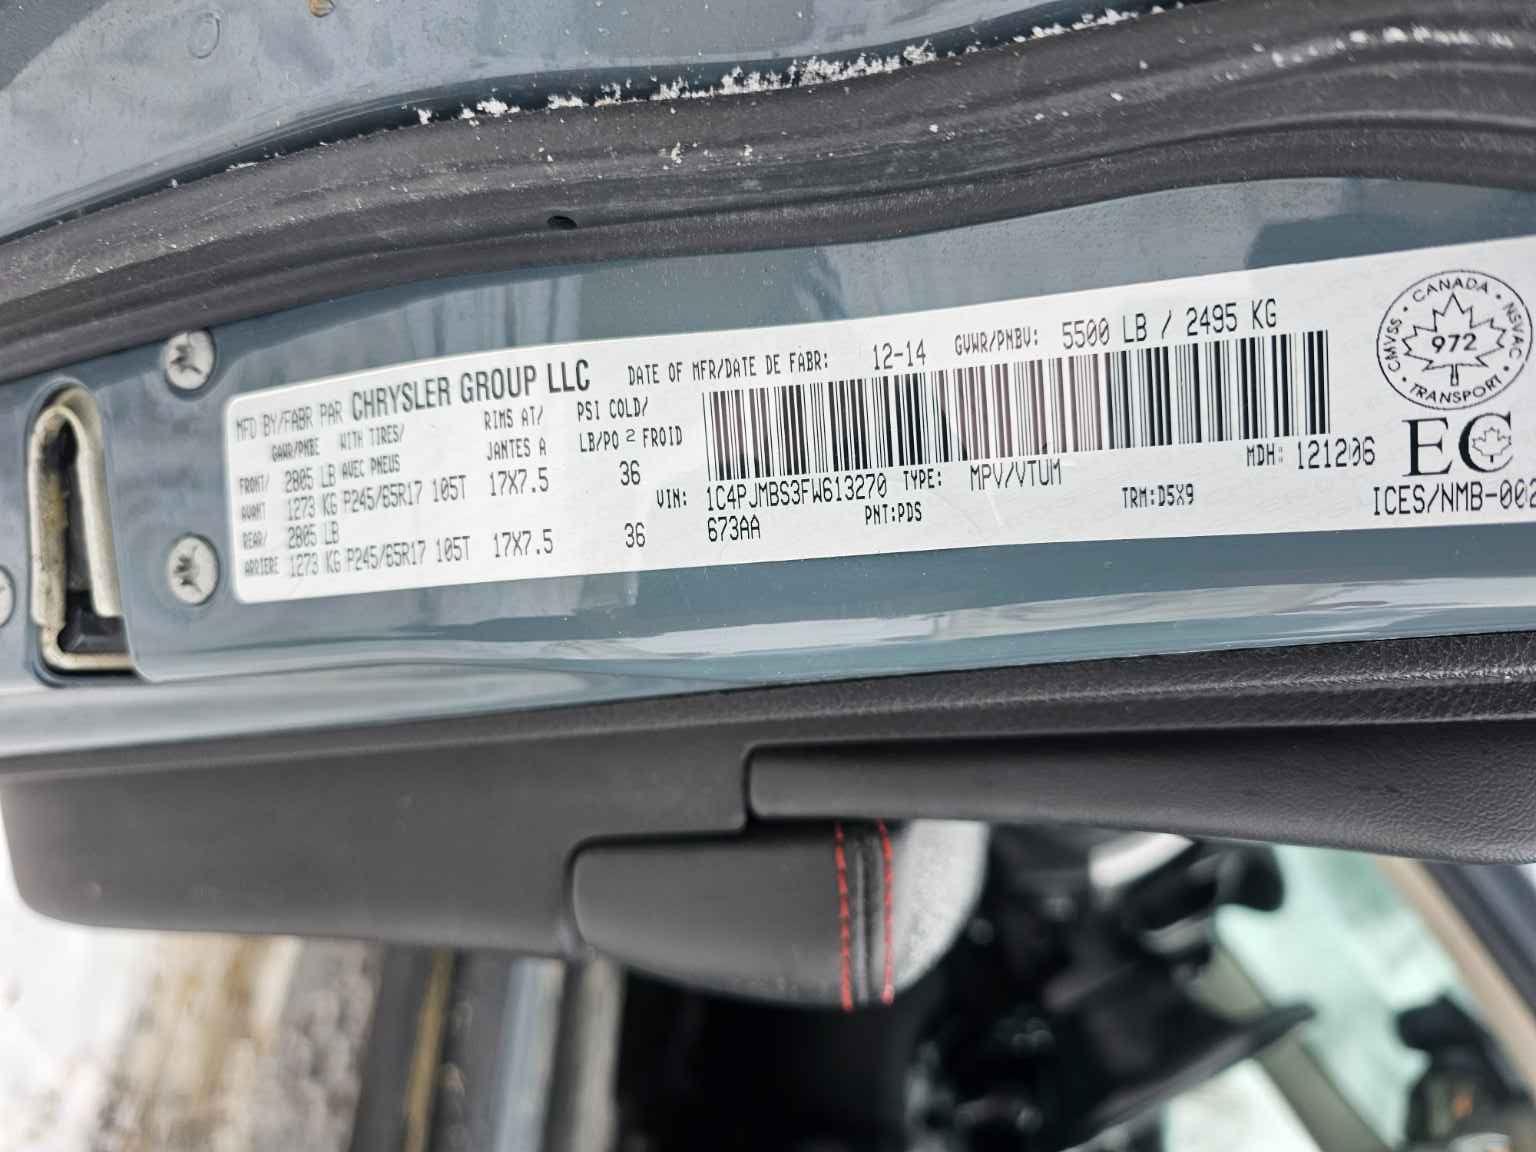 MFD BY/FABR PAR CHRYSLER GROUP LLC
DATE OF MFR/DATE DE FABR: 12-14 GVWR/PNBV: 5500 LB / 2495 KG
GAWR/PNBE WITH TIRES/ AVEC PNEUS RIMS AT/ JANTES A PSI COLD/ LB/PO 2 FROID
FRONT/ 2805 LB
AVANT 1273 KG P245/65R17 105T 17X7.5 36
REAR/ 2805 LB
ARRIERE 1273 KG P245/65R17 105T 17X7.5 36
VIN: 1C4PJMBS3FW613270 TYPE: MPV/VTUM MDH: 121206
673AA PNT:PDS TRM:D5X9
CANADA
CMVSS NSVAC
972
TRANSPORT
EC
ICES/NMB-002